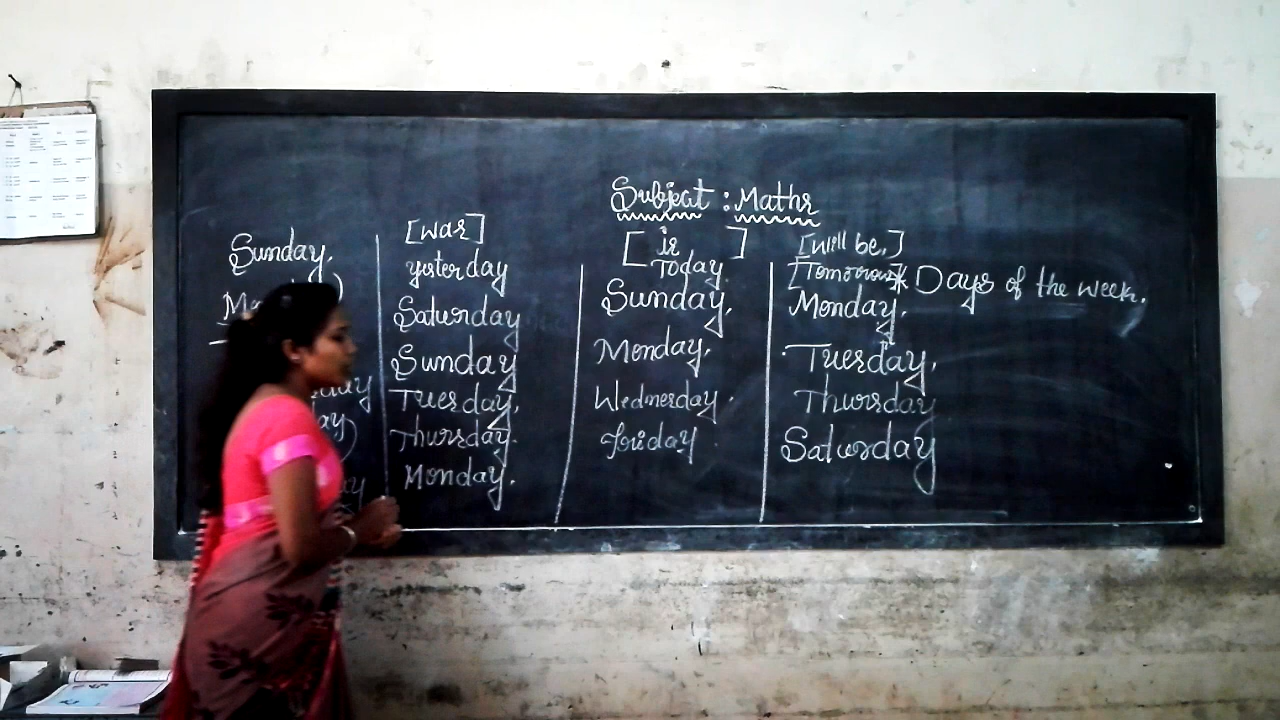 Subject : Maths
Sunday,
[was]
yesterday
Saturday
Sunday
Tuesday,
Thursday.
Monday.
[is]
Today
Sunday,
Monday,
Wednesday.
Friday.
[will be,]
[Tomorrow]
Monday,
Tuesday,
Thursday
Saturday
Days of the week.